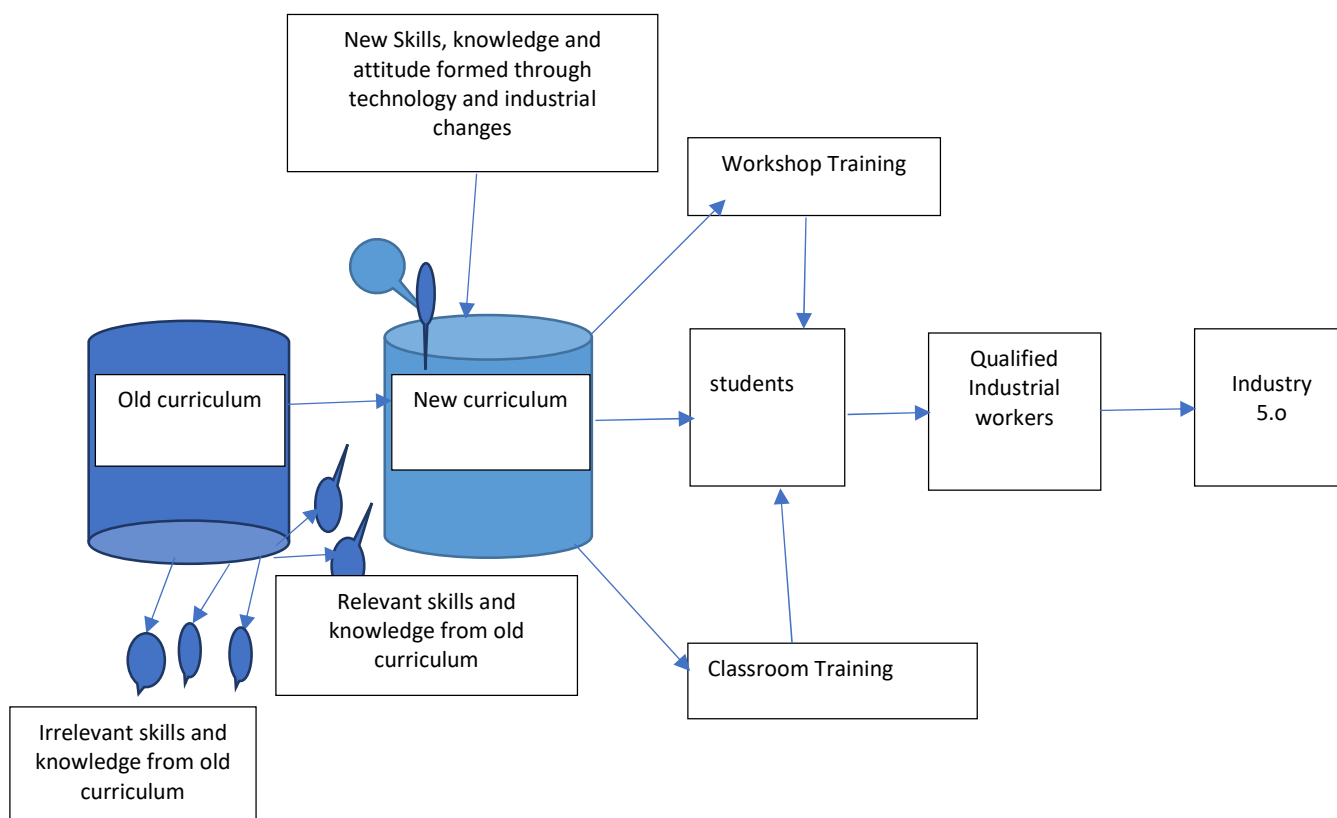 New Skills, knowledge and
attitude formed through
technology and industrial
changes
Workshop Training
Old curriculum
New curriculum
students
Qualified
Industrial
workers
Industry
5.o
Relevant skills and
knowledge from old
curriculum
Classroom Training
Irrelevant skills and
knowledge from old
curriculum